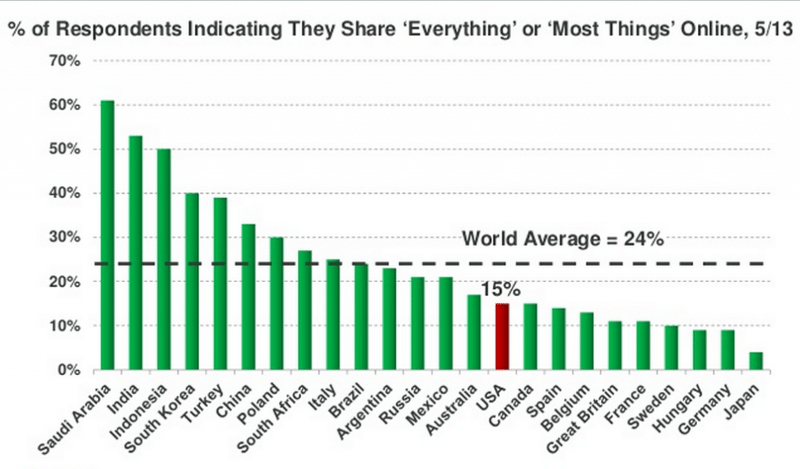 % of Respondents Indicating They Share ‘Everything’ or ‘Most Things’ Online, 5/13
70%
60%
50%
40%
30%
20%
10%
0%
World Average = 24%
15%
Saudi Arabia
India
Indonesia
South Korea
Turkey
China
Poland
South Africa
Italy
Brazil
Argentina
Russia
Mexico
Australia
USA
Canada
Spain
Belgium
Great Britain
France
Sweden
Hungary
Germany
Japan